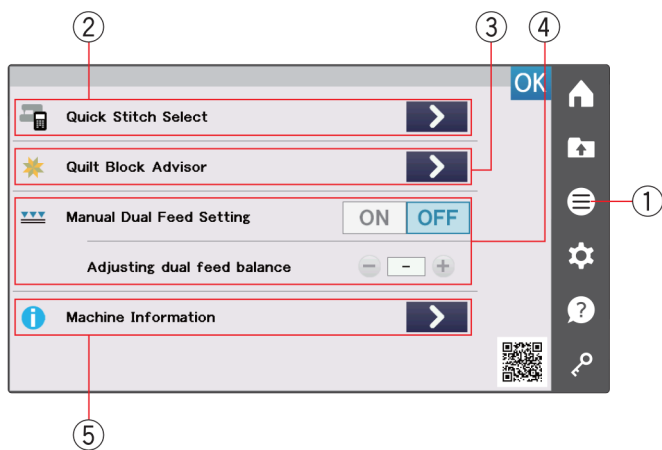 ② ③ ④
OK
Quick Stitch Select
Quilt Block Advisor
①
Manual Dual Feed Setting ON OFF
Adjusting dual feed balance − - +
?
Machine Information
⑤